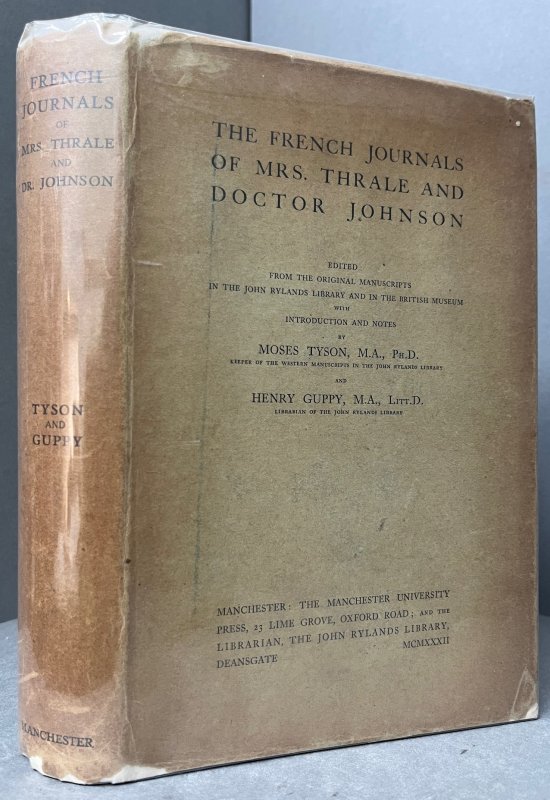 FRENCH
JOURNALS
OF
MRS. THRALE
AND
DR. JOHNSON
TYSON
AND
GUPPY
MANCHESTER
THE FRENCH JOURNALS
OF MRS. THRALE AND
DOCTOR JOHNSON
EDITED
FROM THE ORIGINAL MANUSCRIPTS
IN THE JOHN RYLANDS LIBRARY AND IN THE BRITISH MUSEUM
WITH
INTRODUCTION AND NOTES
BY
MOSES TYSON, M.A., PH.D.
KEEPER OF THE WESTERN MANUSCRIPTS IN THE JOHN RYLANDS LIBRARY
AND
HENRY GUPPY, M.A., LITT.D.
LIBRARIAN OF THE JOHN RYLANDS LIBRARY
MANCHESTER: THE MANCHESTER UNIVERSITY
PRESS, 23 LIME GROVE, OXFORD ROAD; AND THE
LIBRARIAN, THE JOHN RYLANDS LIBRARY,
DEANSGATE MCMXXXII